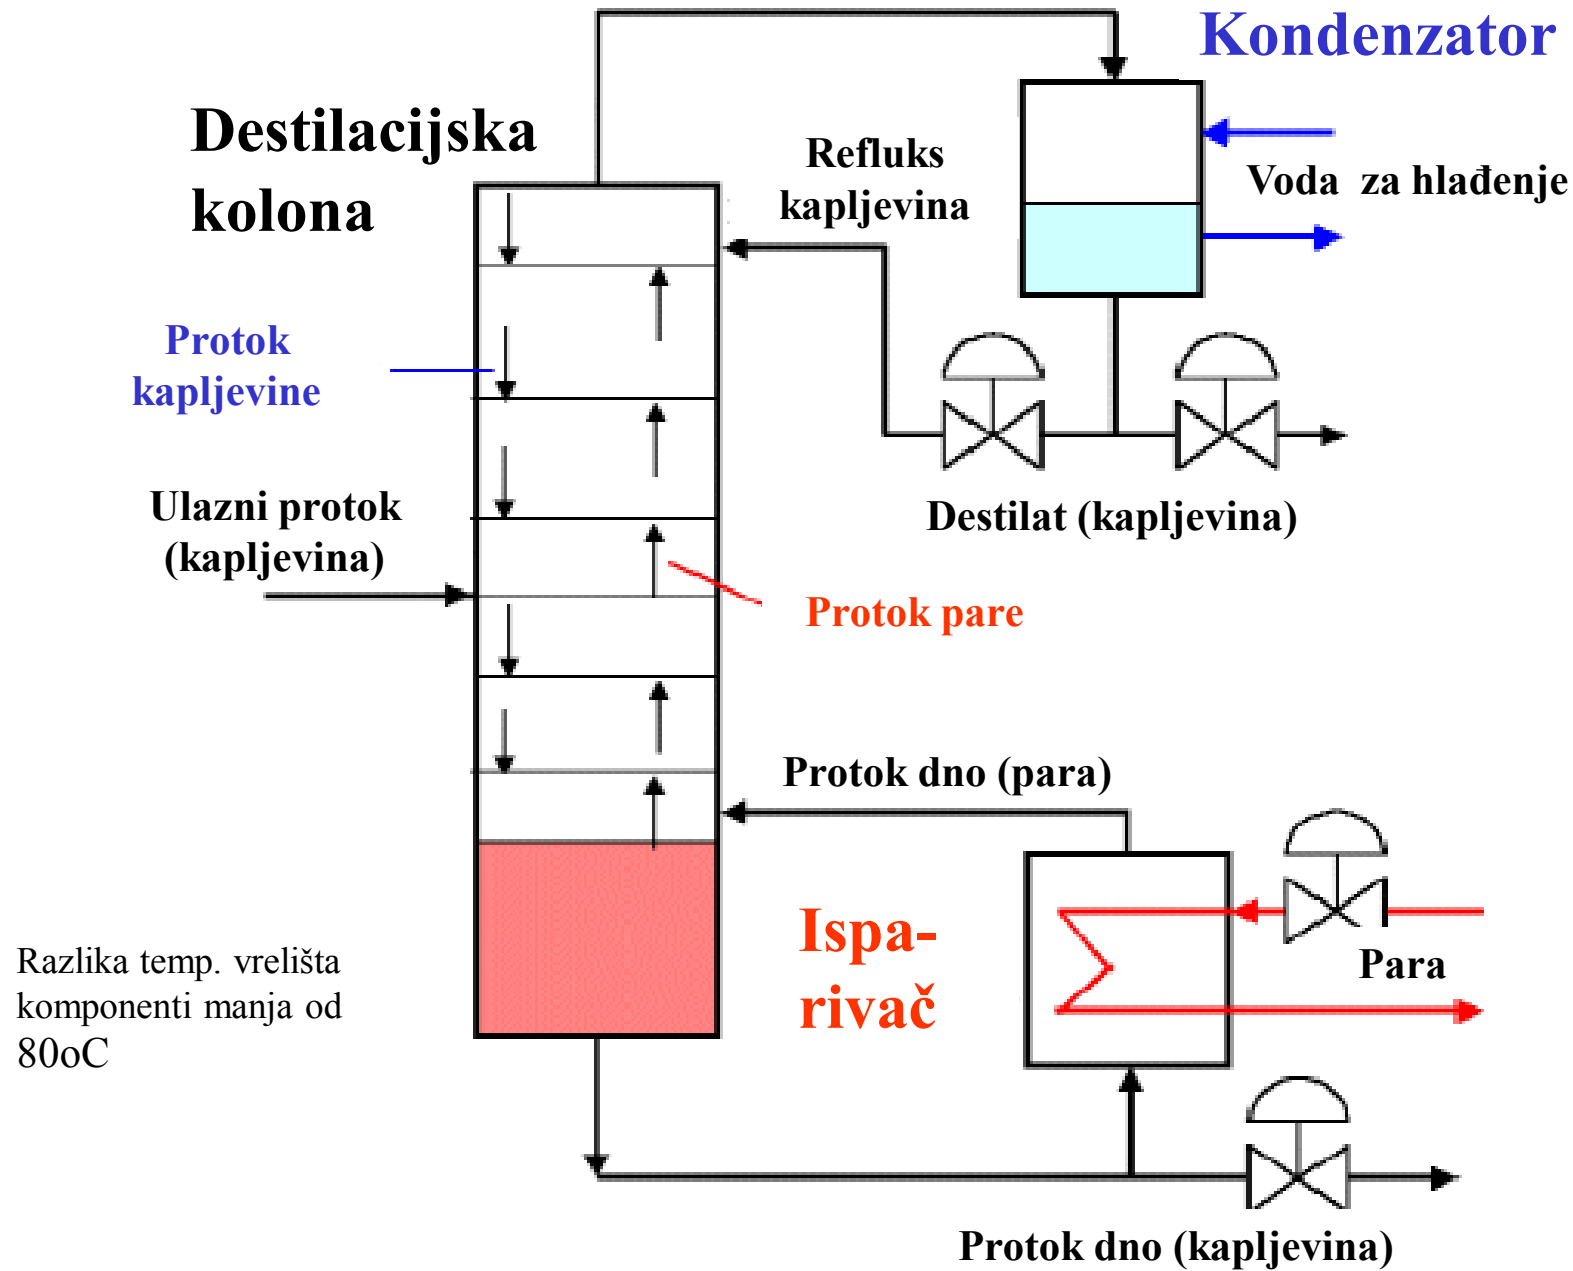 Kondenzator
Destilacijska
kolona
Refluks
kapljevina
Voda za hlađenje
Protok
kapljevine
Ulazni protok
(kapljevina)
Destilat (kapljevina)
Protok pare
Protok dno (para)
Ispa-
rivač
Para
Razlika temp. vrelišta
komponenti manja od
80oC
Protok dno (kapljevina)